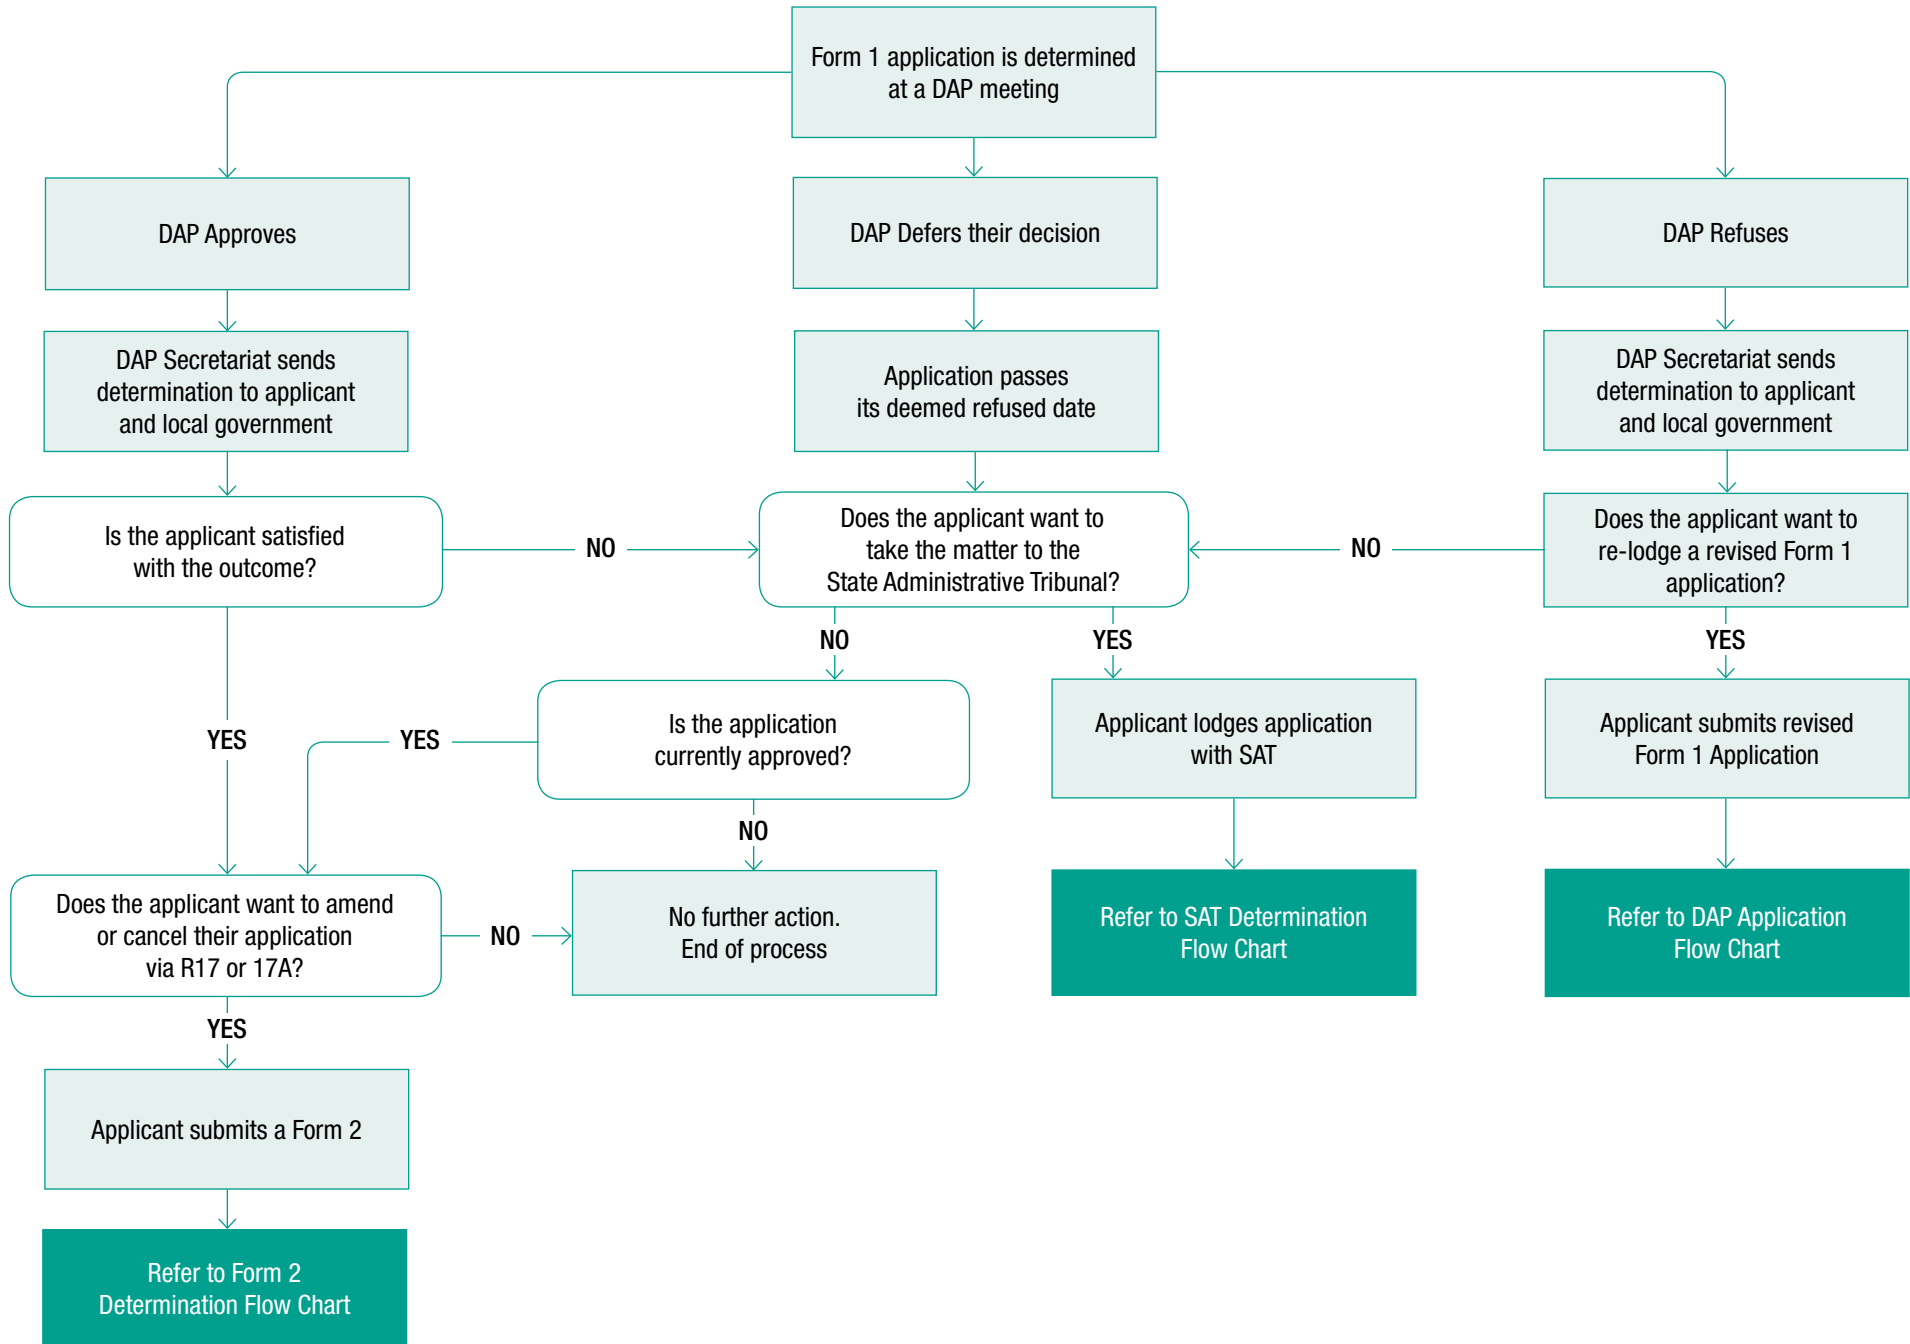 Form 1 application is determined
at a DAP meeting
DAP Approves
DAP Defers their decision
DAP Refuses
DAP Secretariat sends
determination to applicant
and local government
Application passes
its deemed refused date
DAP Secretariat sends
determination to applicant
and local government
Is the applicant satisfied
with the outcome?
NO
Does the applicant want to
take the matter to the
State Administrative Tribunal?
NO
Does the applicant want to
re-lodge a revised Form 1
application?
NO
YES
YES
YES
YES
Is the application
currently approved?
Applicant lodges application
with SAT
Applicant submits revised
Form 1 Application
NO
Does the applicant want to amend
or cancel their application
via R17 or 17A?
NO
No further action.
End of process
Refer to SAT Determination
Flow Chart
Refer to DAP Application
Flow Chart
YES
Applicant submits a Form 2
Refer to Form 2
Determination Flow Chart